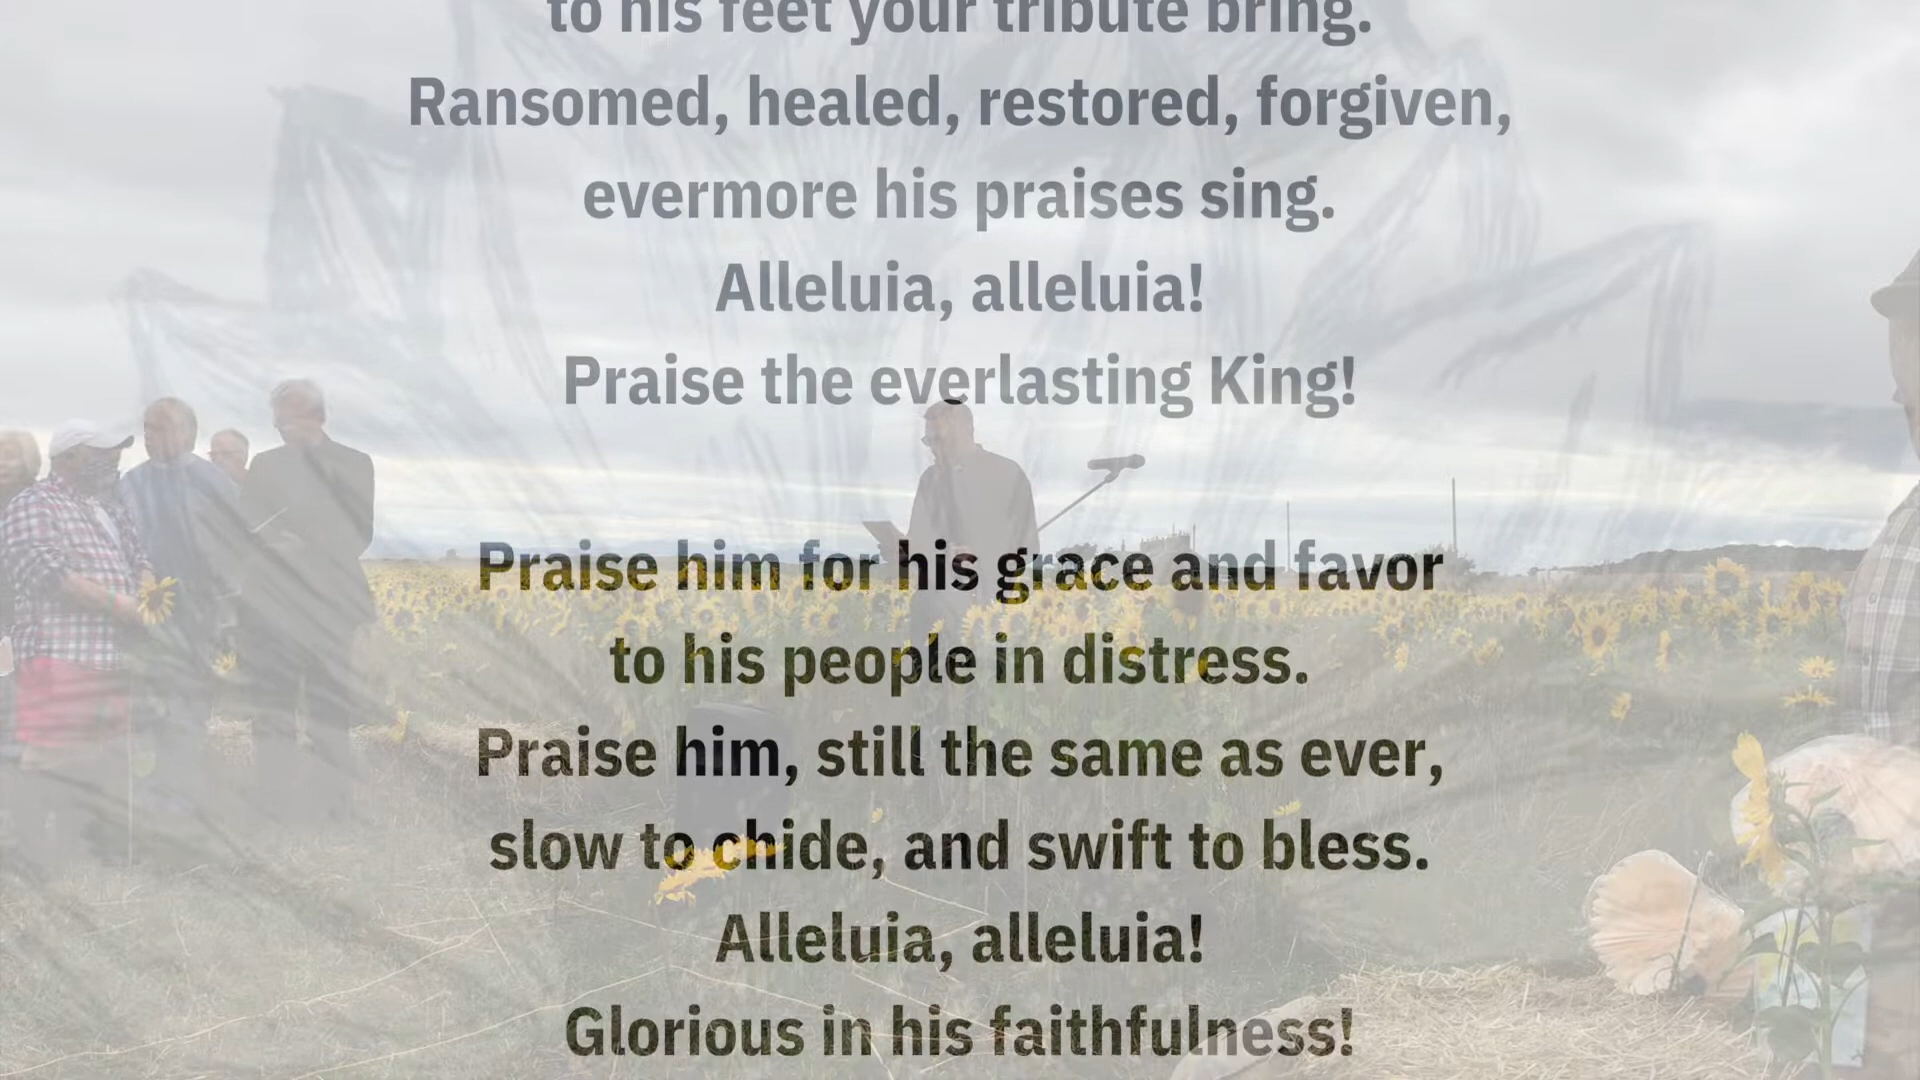 to his feet your tribute bring.
Ransomed, healed, restored, forgiven,
evermore his praises sing.
Alleluia, alleluia!
Praise the everlasting King!
Praise him for his grace and favor
to his people in distress.
Praise him, still the same as ever,
slow to chide, and swift to bless.
Alleluia, alleluia!
Glorious in his faithfulness!